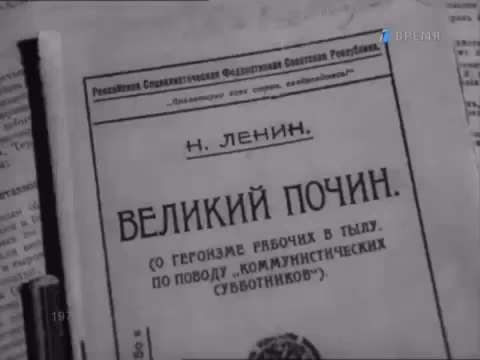 ВРЕМЯ
Российская Социалистическая Федеративная Советская Республика.
„Пролетарии всех стран, соединяйтесь!"
Н. ЛЕНИН.
ВЕЛИКИЙ ПОЧИН.
(О ГЕРОИЗМЕ РАБОЧИХ В ТЫЛУ.
ПО ПОВОДУ „КОММУНИСТИЧЕСКИХ
СУББОТНИКОВ").
197